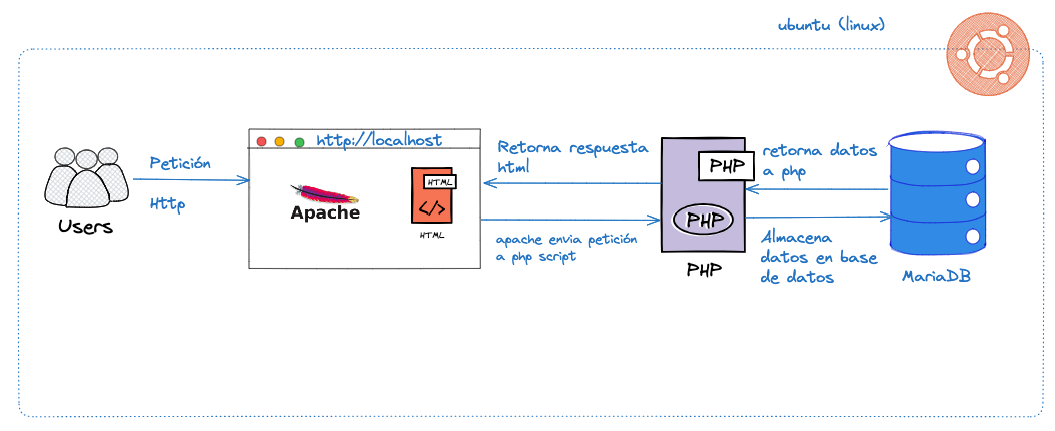 ubuntu (linux)
http://localhost
Petición
Http
Users
Apache
HTML
</>
HTML
Retorna respuesta
html
apache envia petición
a php script
PHP
PHP
PHP
retorna datos
a php
Almacena
datos en base
de datos
MariaDB